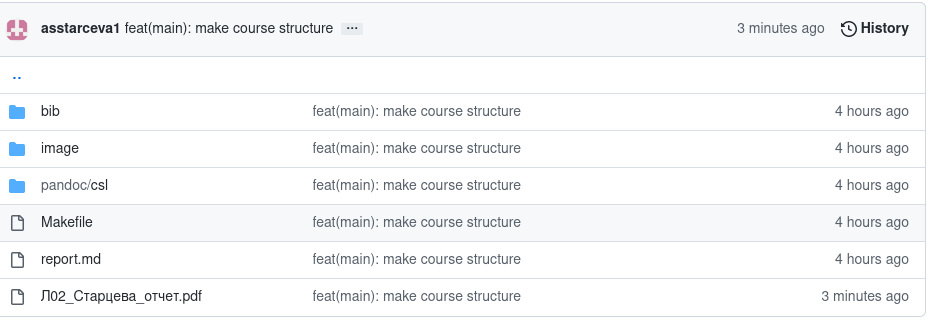 asstarceva1 feat(main): make course structure ... 3 minutes ago History
..
bib feat(main): make course structure 4 hours ago
image feat(main): make course structure 4 hours ago
pandoc/csl feat(main): make course structure 4 hours ago
Makefile feat(main): make course structure 4 hours ago
report.md feat(main): make course structure 4 hours ago
Л02_Старцева_отчет.pdf feat(main): make course structure 3 minutes ago